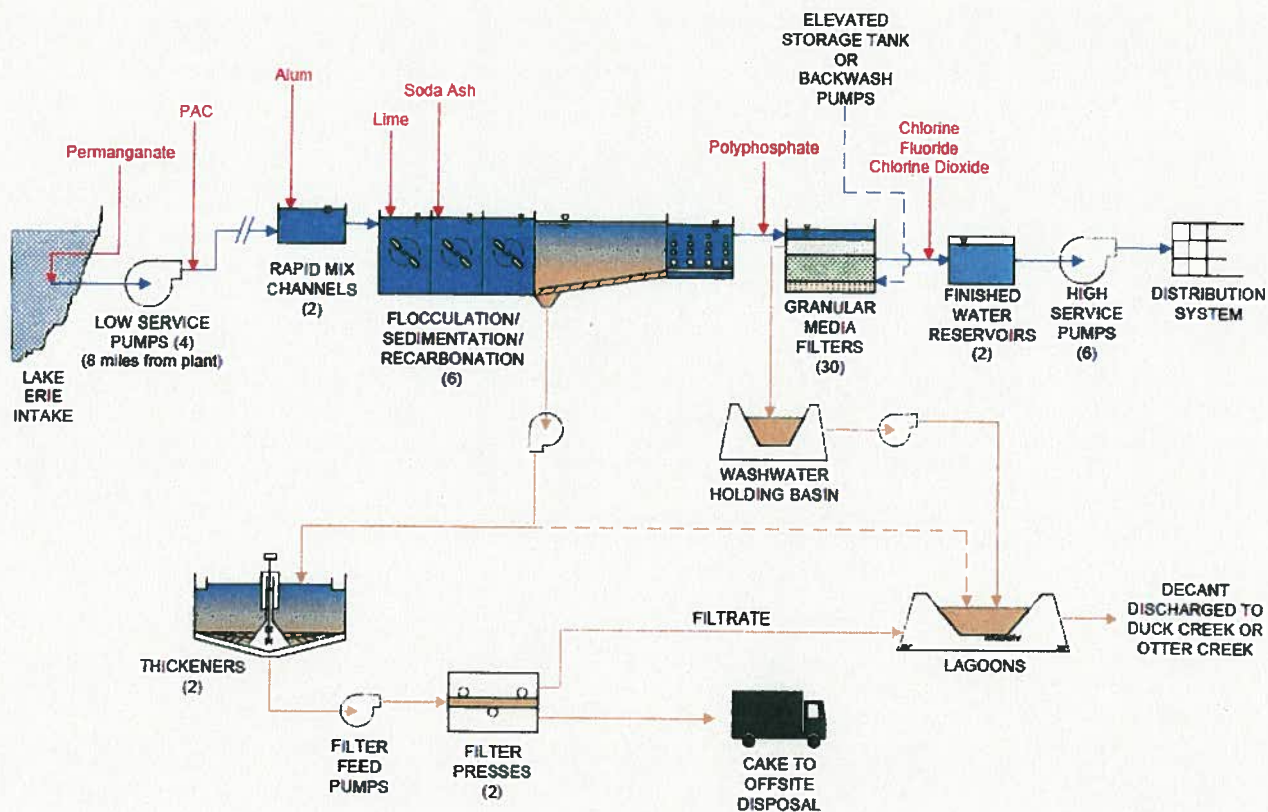 ELEVATED
STORAGE TANK
OR
BACKWASH
PUMPS
Alum
Soda Ash
PAC
Lime
Permanganate
Polyphosphate
Chlorine
Fluoride
Chlorine Dioxide
LAKE
ERIE
INTAKE
LOW SERVICE
PUMPS (4)
(8 miles from plant)
RAPID MIX
CHANNELS
(2)
FLOCCULATION/
SEDIMENTATION/
RECARBONATION
(6)
GRANULAR
MEDIA
FILTERS
(30)
FINISHED
WATER
RESERVOIRS
(2)
HIGH
SERVICE
PUMPS
(6)
DISTRIBUTION
SYSTEM
WASHWATER
HOLDING BASIN
THICKENERS
(2)
FILTER
FEED
PUMPS
FILTER
PRESSES
(2)
FILTRATE
CAKE TO
OFFSITE
DISPOSAL
LAGOONS
DECANT
DISCHARGED TO
DUCK CREEK OR
OTTER CREEK